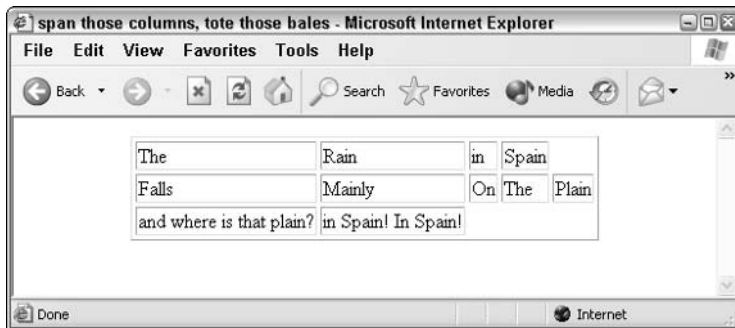 span those columns, tote those bales - Microsoft Internet Explorer
File Edit View Favorites Tools Help
Back Search Favorites Media »
The Rain in Spain
Falls Mainly On The Plain
and where is that plain? in Spain! In Spain!
Done Internet